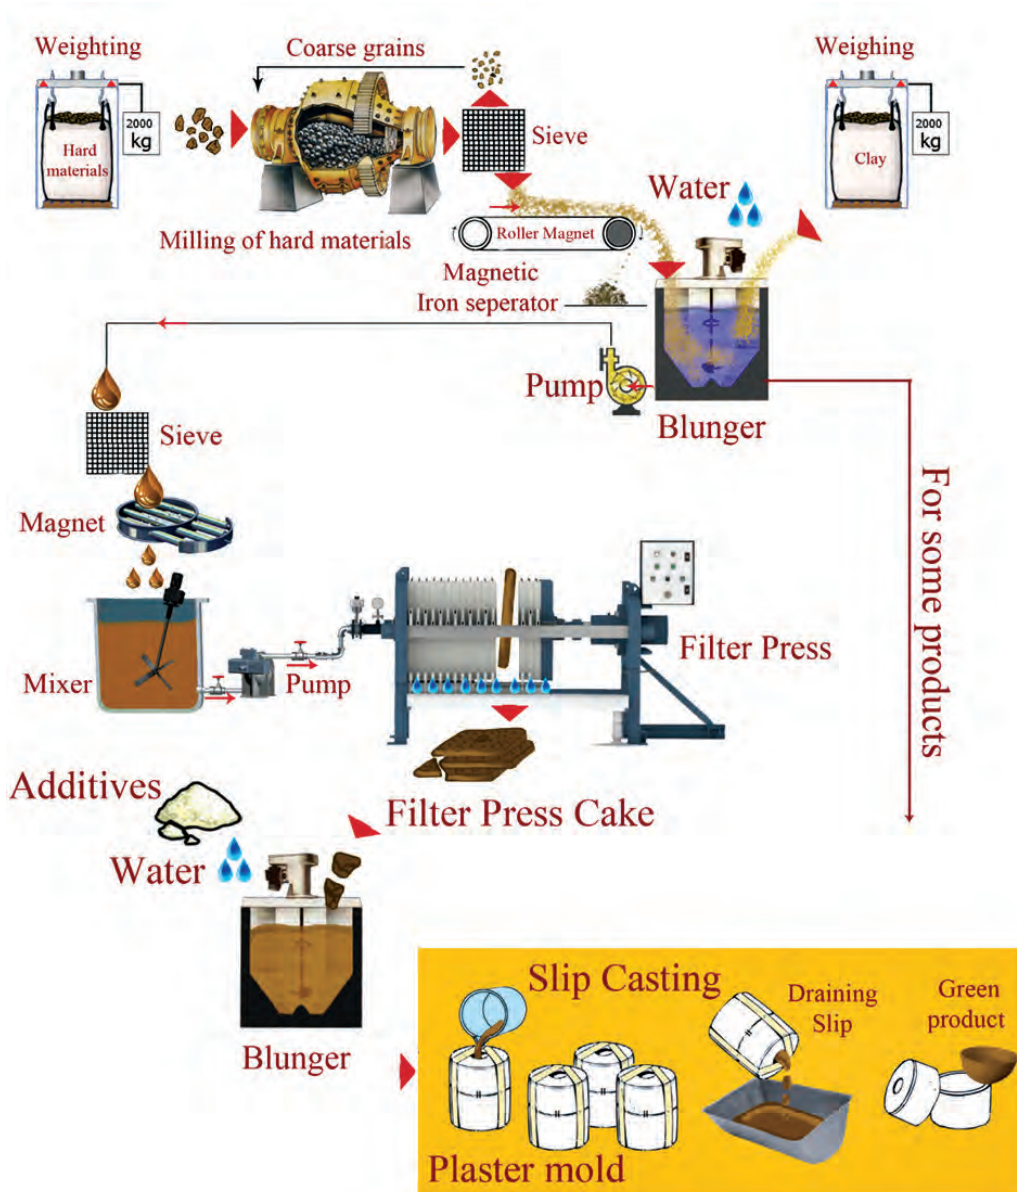 Weighting
Coarse grains
Weighing
2000
kg
Hard
materials
Sieve
2000
kg
Clay
Water
Milling of hard materials
Roller Magnet
Magnetic
Iron seperator
Pump
Blunger
Sieve
For some products
Magnet
Mixer
Pump
Filter Press
Additives
Filter Press Cake
Water
Blunger
Slip Casting
Draining
Slip
Green
product
Plaster mold